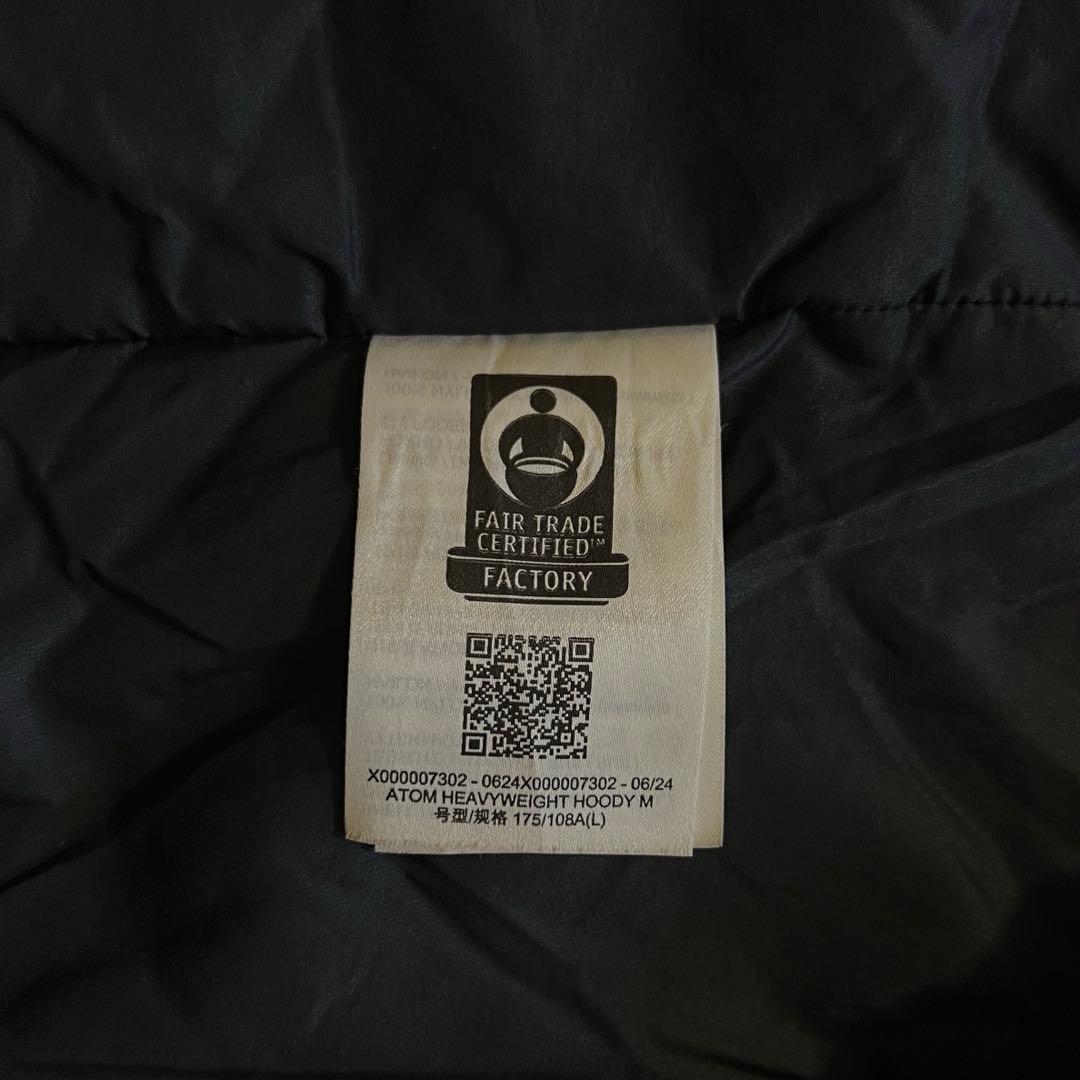 FAIR TRADE
CERTIFIED™
FACTORY
X000007302 - 0624X000007302 - 06/24
ATOM HEAVYWEIGHT HOODY M
号型/规格 175/108A(L)